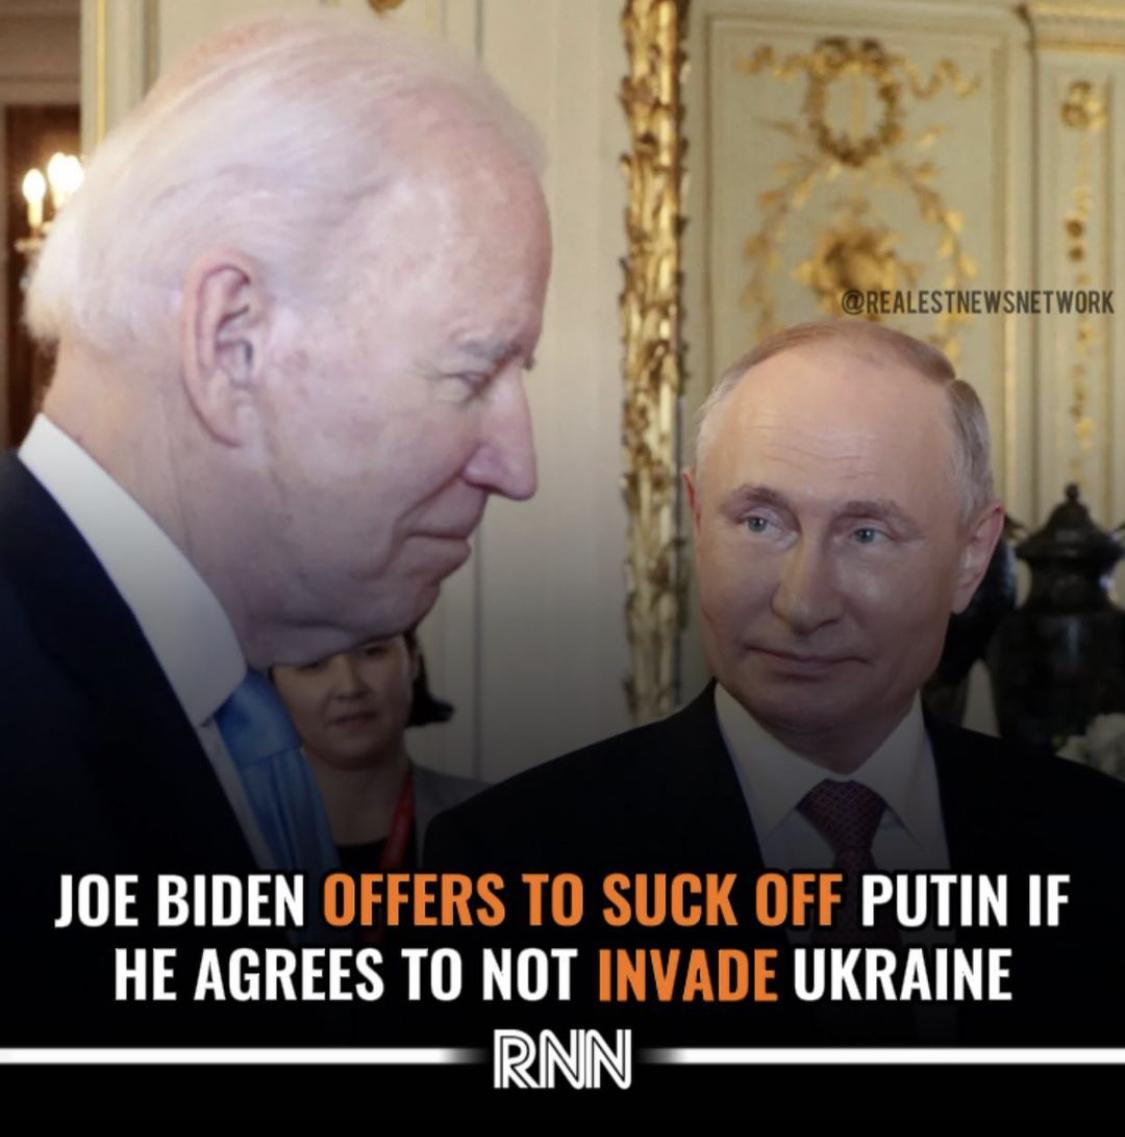 @REALESTNEWSNETWORK
JOE BIDEN OFFERS TO SUCK OFF PUTIN IF
HE AGREES TO NOT INVADE UKRAINE
RNN